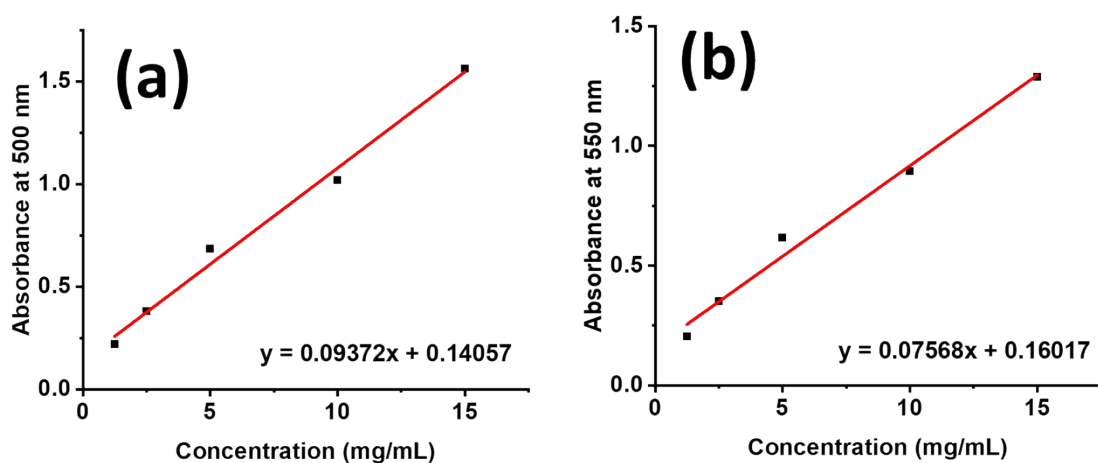 (a)
Absorbance at 500 nm
1.5
1.0
0.5
0.0
y = 0.09372x + 0.14057
0 5 10 15
Concentration (mg/mL)
(b)
Absorbance at 550 nm
1.5
1.0
0.5
0.0
y = 0.07568x + 0.16017
0 5 10 15
Concentration (mg/mL)